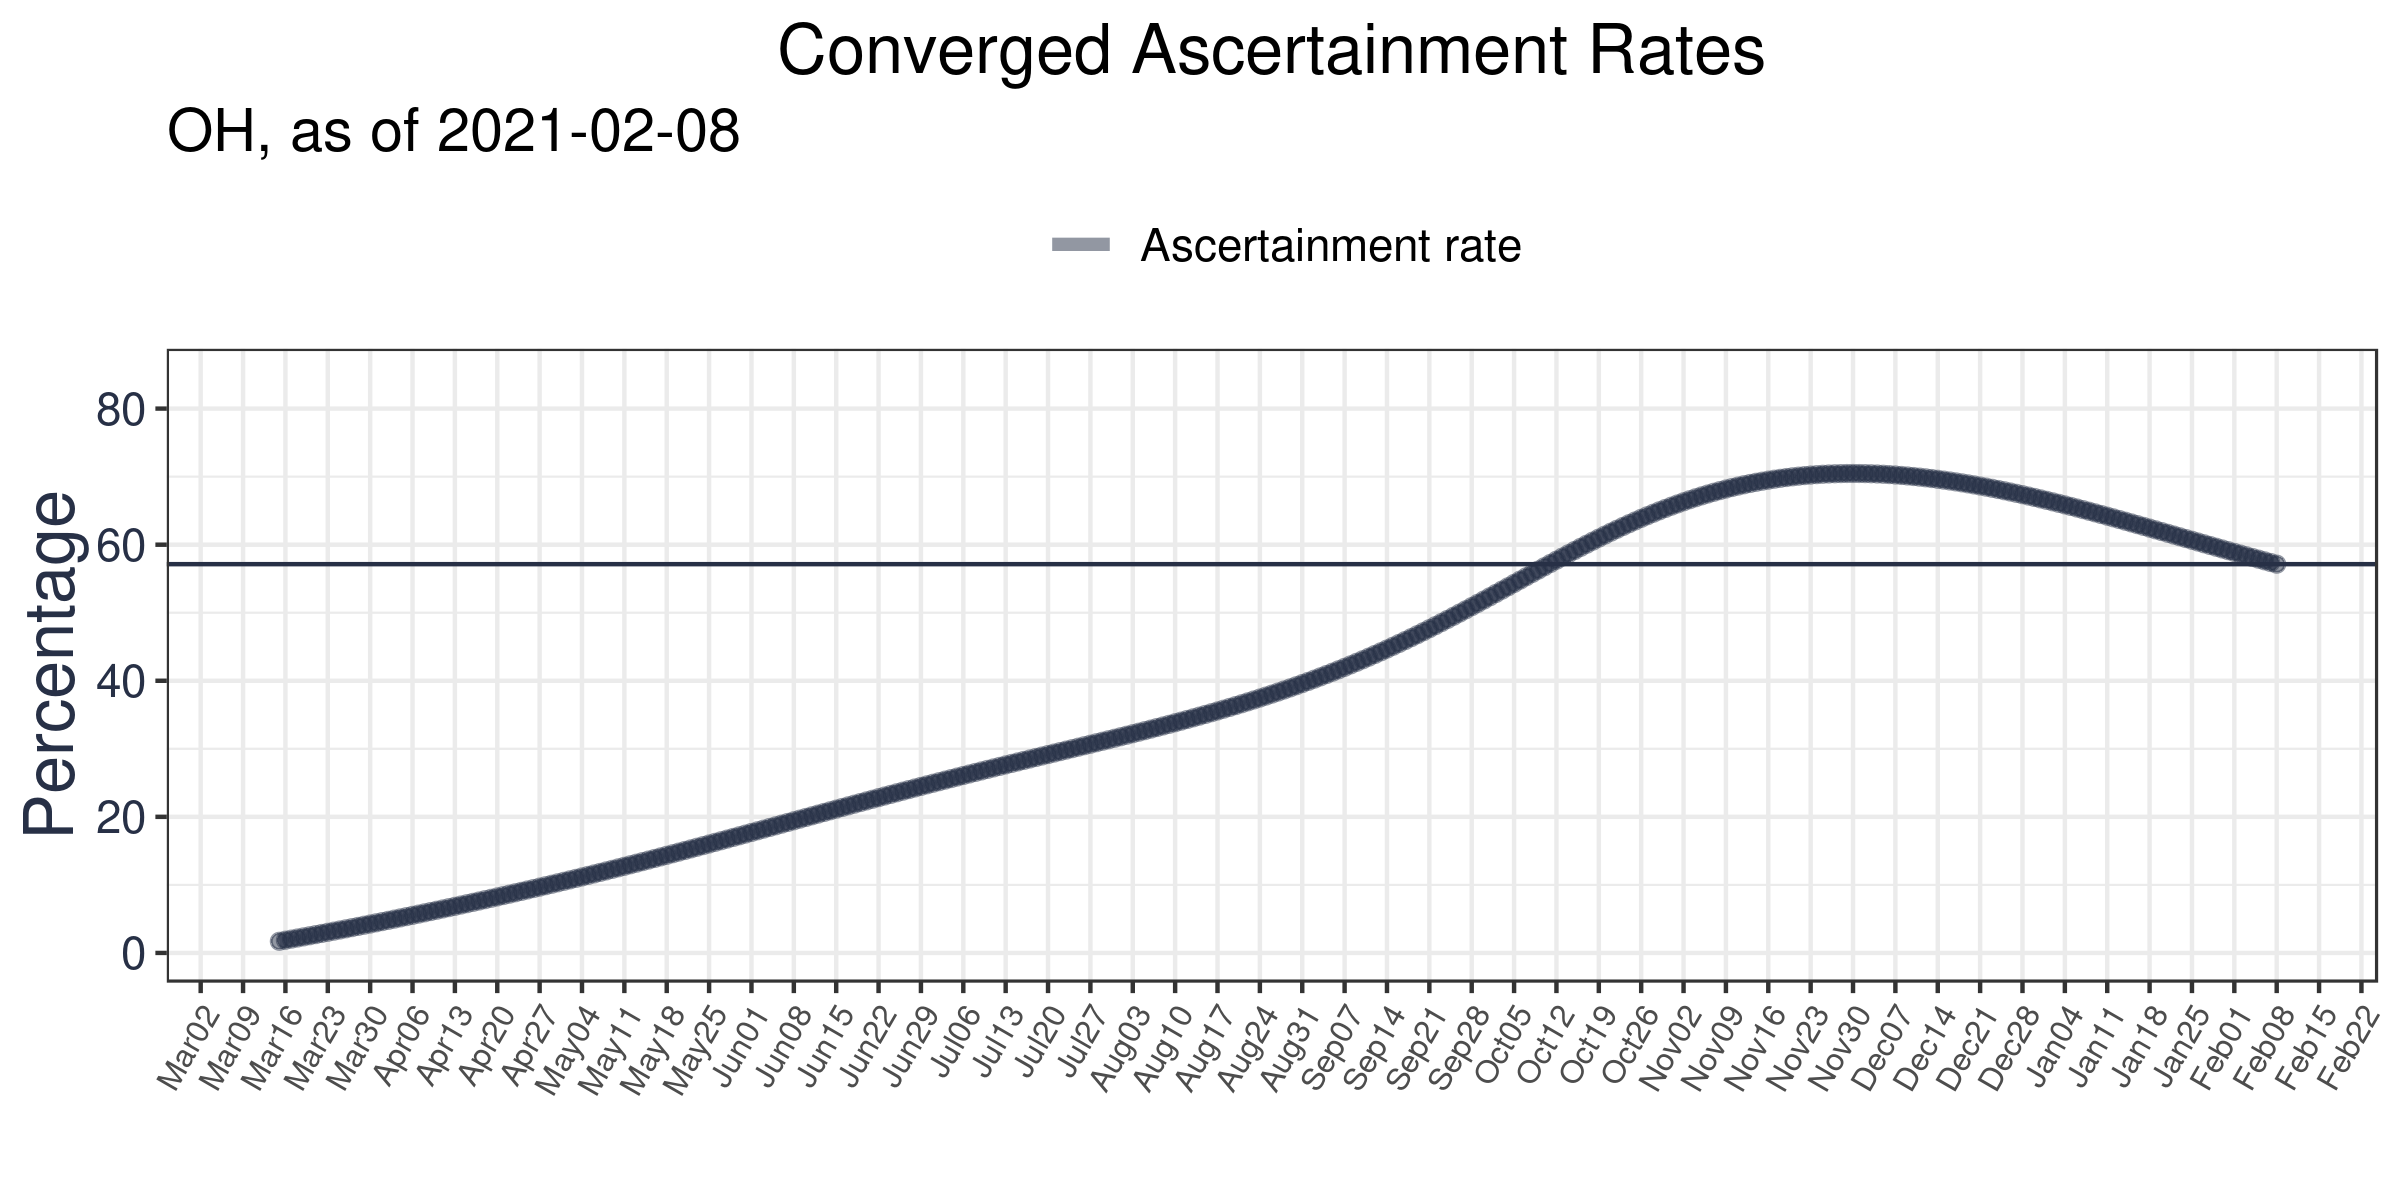 Converged Ascertainment Rates
OH, as of 2021-02-08
Ascertainment rate
Percentage
80
60
40
20
0
Mar02
Mar09
Mar16
Mar23
Mar30
Apr06
Apr13
Apr20
Apr27
May04
May11
May18
May25
Jun01
Jun08
Jun15
Jun22
Jun29
Jul06
Jul13
Jul20
Jul27
Aug03
Aug10
Aug17
Aug24
Aug31
Sep07
Sep14
Sep21
Sep28
Oct05
Oct12
Oct19
Oct26
Nov02
Nov09
Nov16
Nov23
Nov30
Dec07
Dec14
Dec21
Dec28
Jan04
Jan11
Jan18
Jan25
Feb01
Feb08
Feb15
Feb22